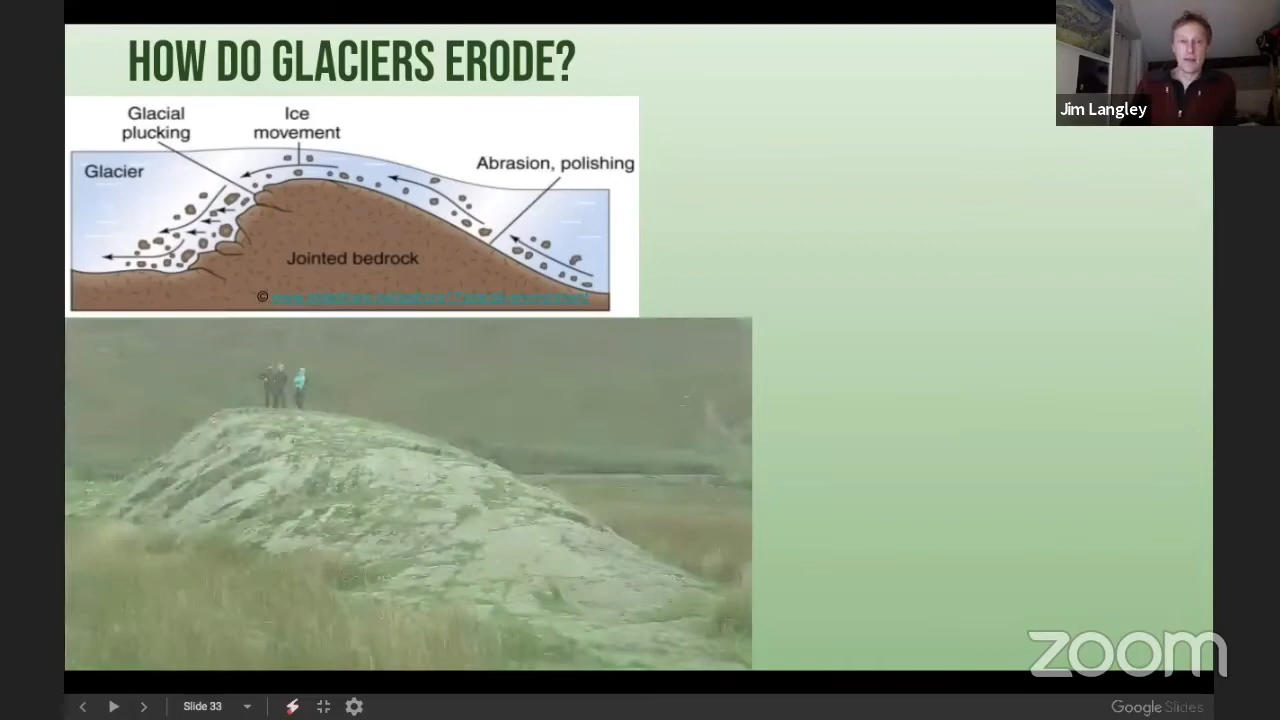 HOW DO GLACIERS ERODE?
Jim Langley
Glacial
plucking
Ice
movement
Abrasion, polishing
Glacier
Jointed bedrock
©
zoom
Slide 33
Google Slides